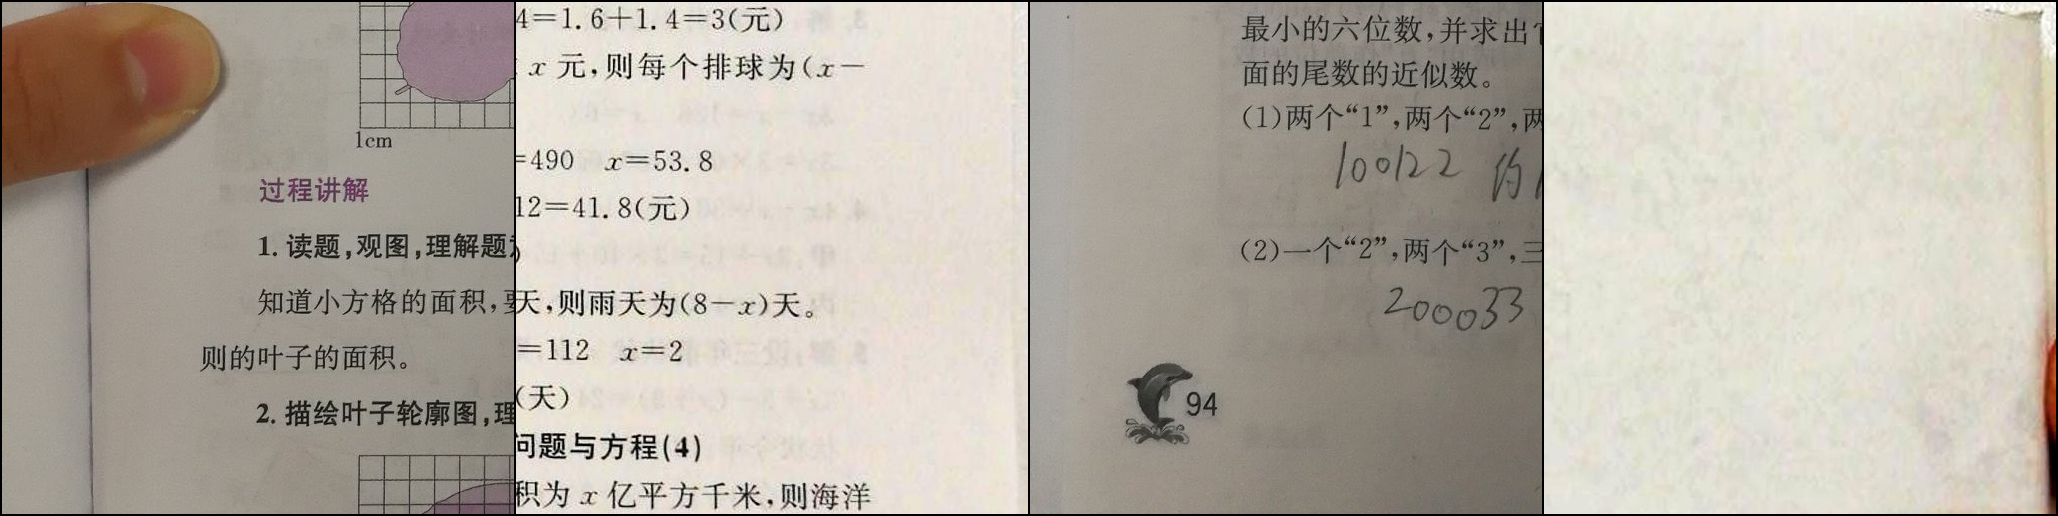 1cm
过程讲解
1. 读题,观图,理解题
知道小方格的面积,
则的叶子的面积。
2. 描绘叶子轮廓图,理
4=1.6+1.4=3(元)
x 元,则每个排球为(x－
=490 x=53.8
12=41.8(元)
天,则雨天为(8－x)天。
=112 x=2
(天)
问题与方程(4)
积为 x 亿平方千米,则海洋
最小的六位数,并求出
面的尾数的近似数。
(1)两个“1”,两个“2”,两
100122 约
(2)一个“2”,两个“3”,三
200033
94